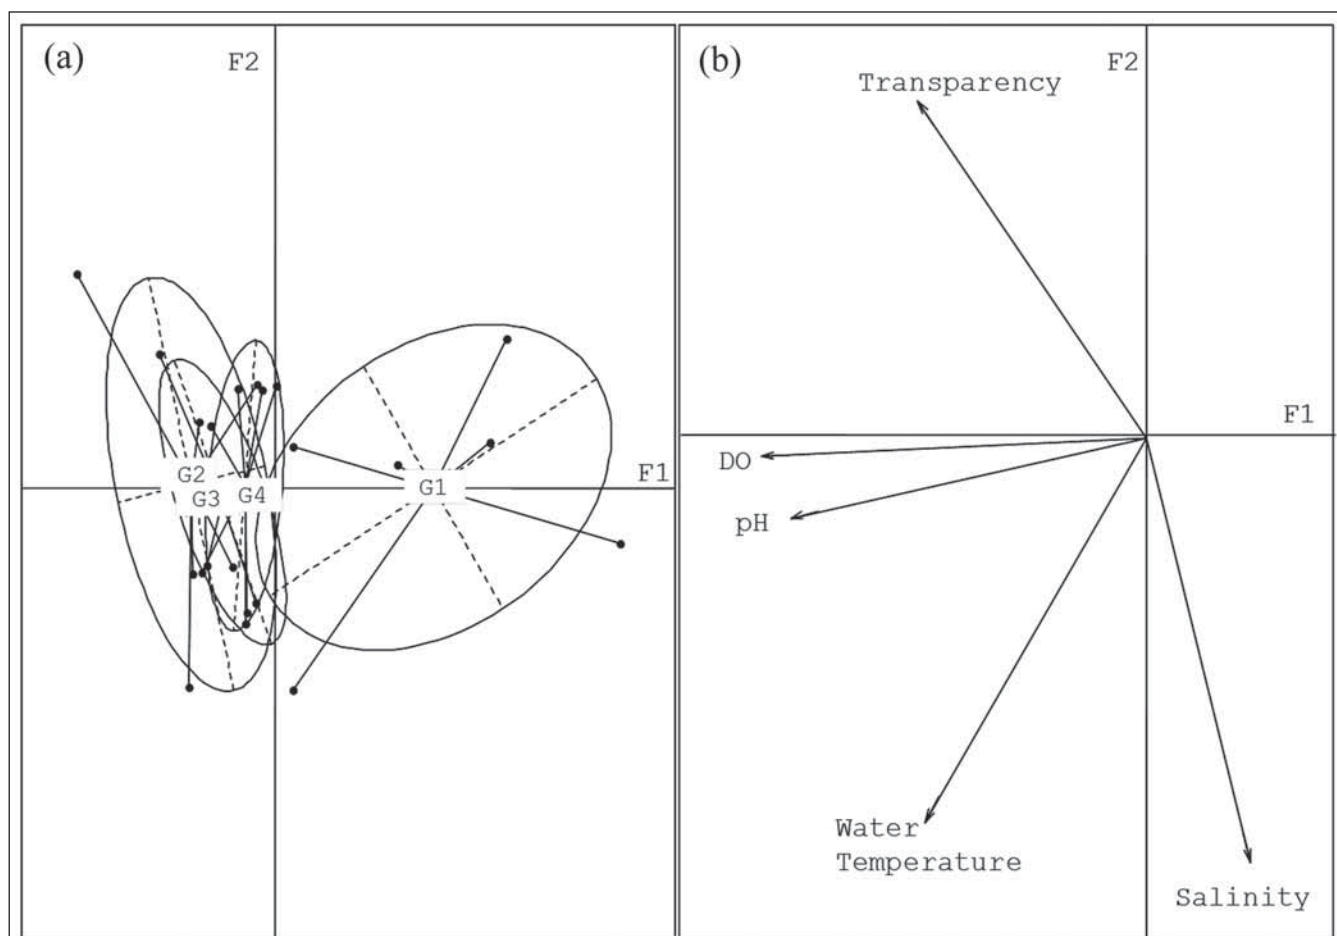 (a)
F2
G2
G3
G4
G1
F1
(b)
F2
Transparency
F1
DO
pH
Water
Temperature
Salinity